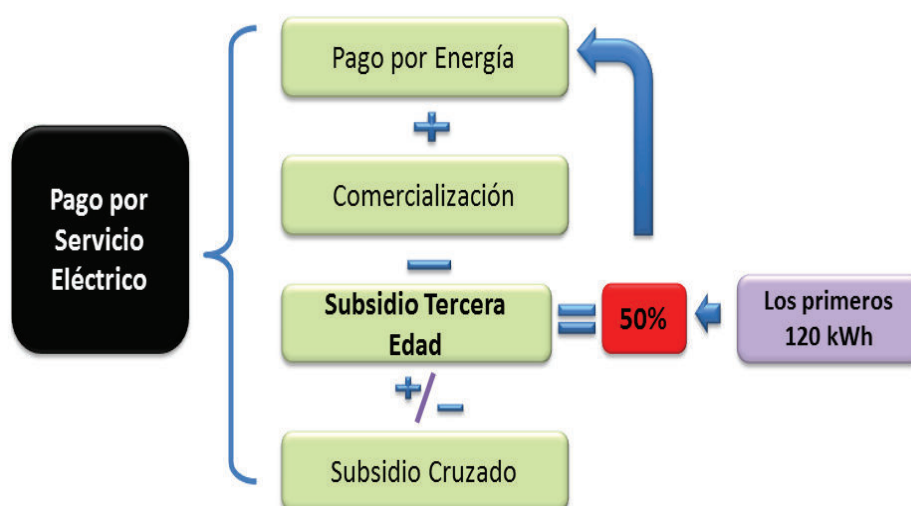 Pago por
Servicio
Eléctrico
Pago por Energía
+
Comercialización
−
Subsidio Tercera
Edad
=
50%
Los primeros
120 kWh
+/−
Subsidio Cruzado